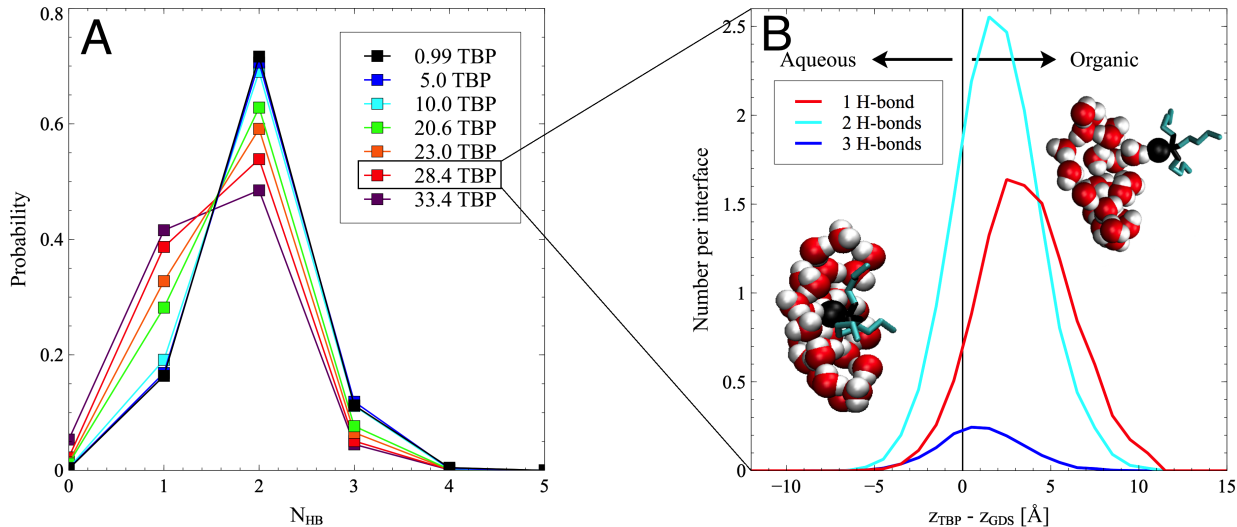 A
0.8
0.6
0.4
0.2
0
Probability
0 1 2 3 4 5
N_HB
0.99 TBP
5.0 TBP
10.0 TBP
20.6 TBP
23.0 TBP
28.4 TBP
33.4 TBP
B
2.5
2
1.5
1
0.5
0
Number per interface
Aqueous
Organic
1 H-bond
2 H-bonds
3 H-bonds
−10 −5 0 5 10 15
z_TBP - z_GDS [Å]